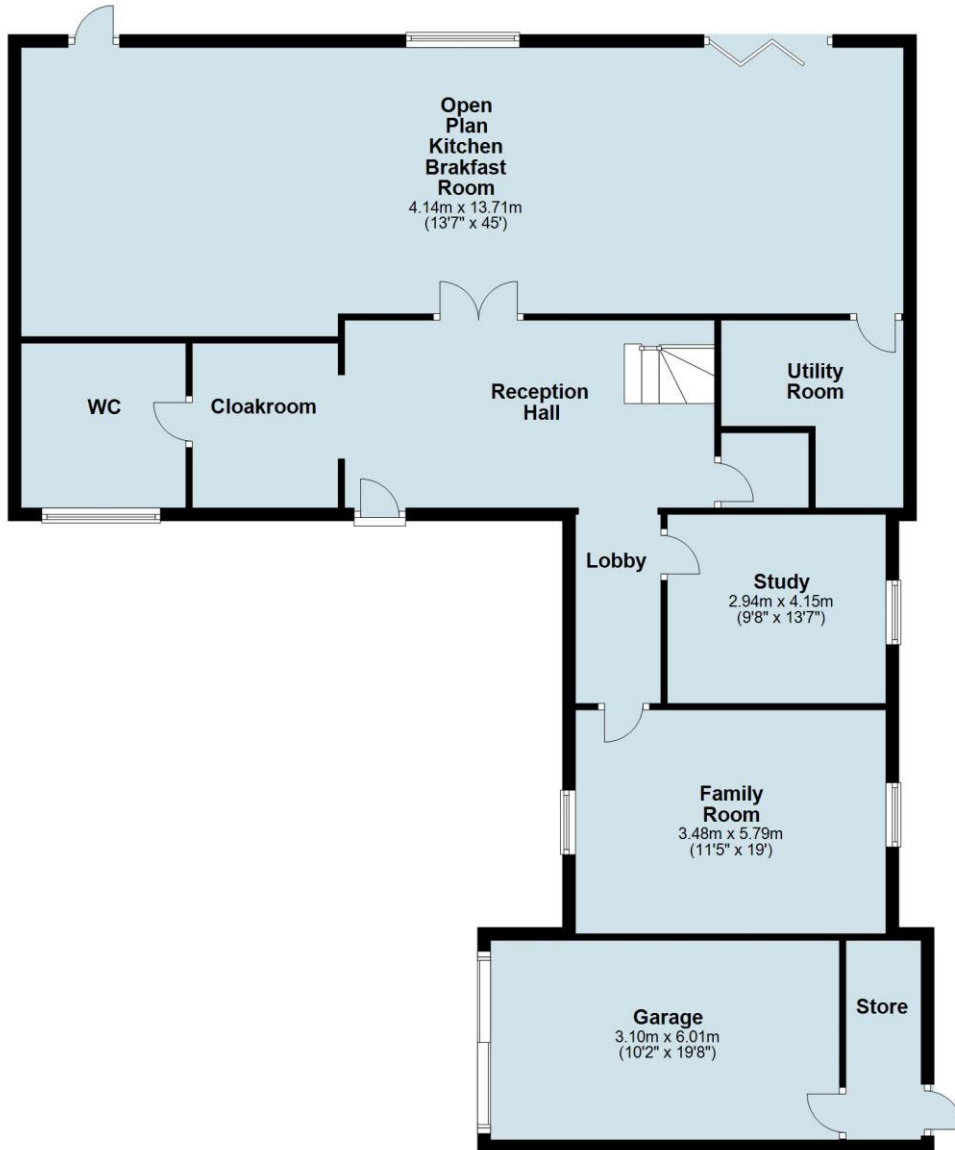 Open
Plan
Kitchen
Brakfast
Room
4.14m x 13.71m
(13'7" x 45')
WC
Cloakroom
Reception
Hall
Utility
Room
Lobby
Study
2.94m x 4.15m
(9'8" x 13'7")
Family
Room
3.48m x 5.79m
(11'5" x 19')
Garage
3.10m x 6.01m
(10'2" x 19'8")
Store